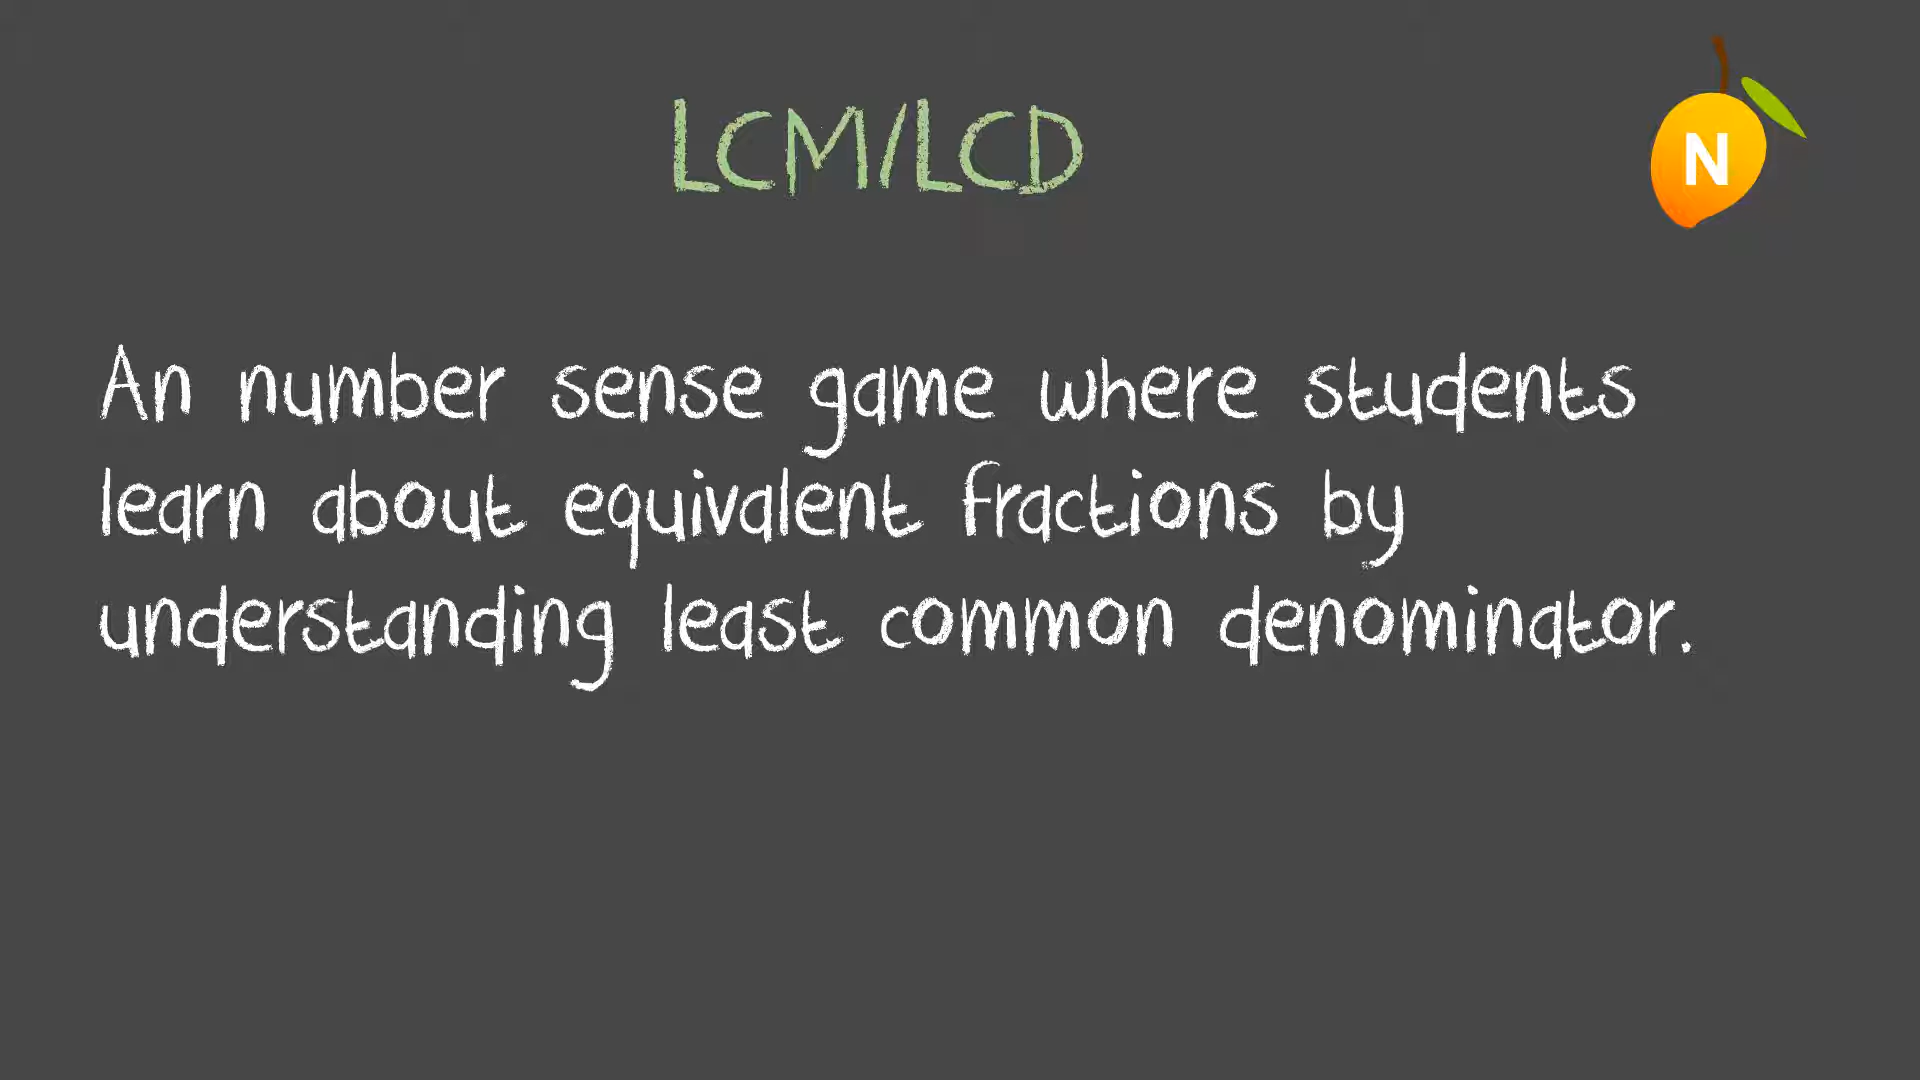 LCM/LCD
N
An number sense game where students
learn about equivalent fractions by
understanding least common denominator.